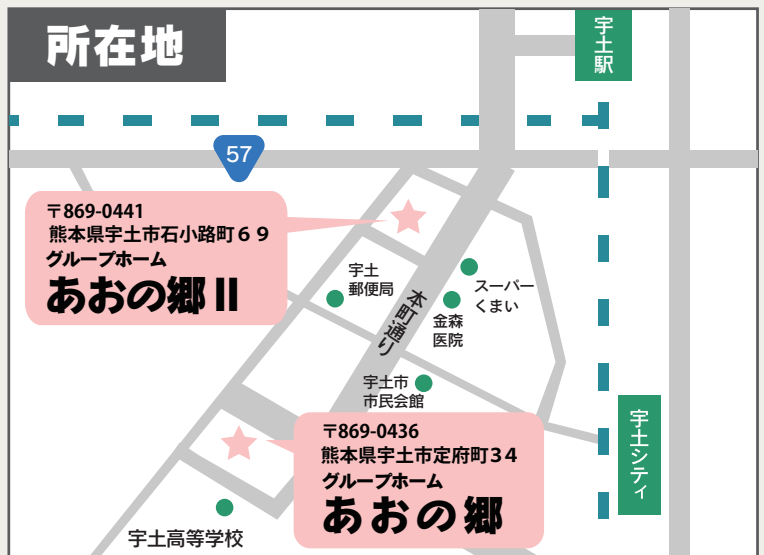 所在地
宇土駅
57
〒869-0441
熊本県宇土市石小路町６９
グループホーム
あおの郷Ⅱ
宇土
郵便局
本町通り
スーパー
くまい
金森
医院
宇土市
市民会館
宇土シティ
〒869-0436
熊本県宇土市定府町３４
グループホーム
あおの郷
宇土高等学校